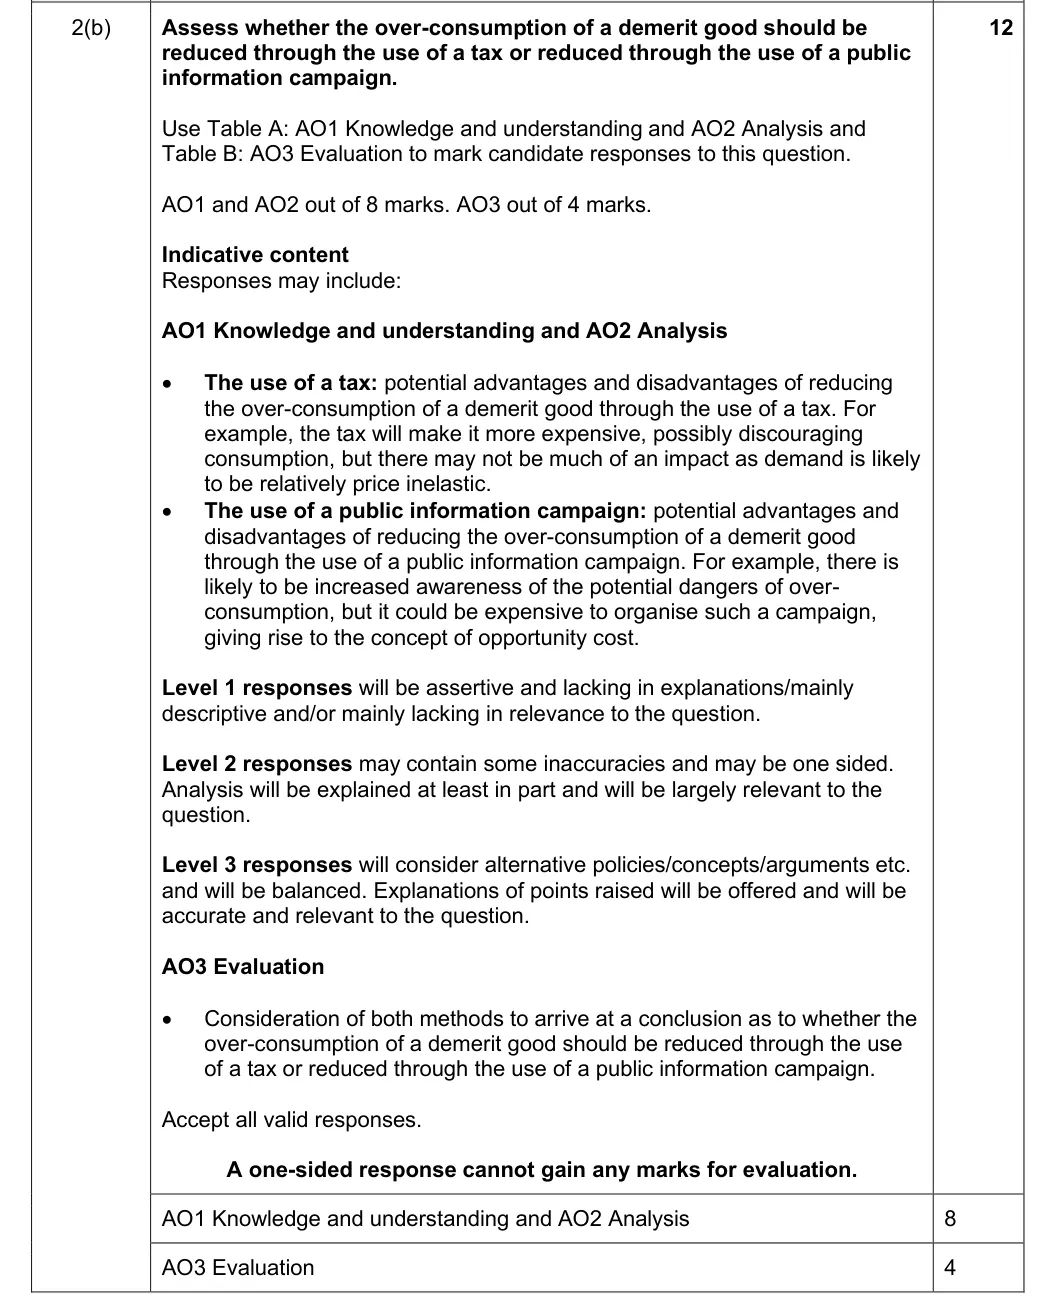 2(b)
Assess whether the over-consumption of a demerit good should be
12
reduced through the use of a tax or reduced through the use of a public
information campaign.
Use Table A: AO1 Knowledge and understanding and AO2 Analysis and
Table B: AO3 Evaluation to mark candidate responses to this question.
AO1 and AO2 out of 8 marks. AO3 out of 4 marks.
Indicative content
Responses may include:
AO1 Knowledge and understanding and AO2 Analysis
• The use of a tax: potential advantages and disadvantages of reducing
the over-consumption of a demerit good through the use of a tax. For
example, the tax will make it more expensive, possibly discouraging
consumption, but there may not be much of an impact as demand is likely
to be relatively price inelastic.
• The use of a public information campaign: potential advantages and
disadvantages of reducing the over-consumption of a demerit good
through the use of a public information campaign. For example, there is
likely to be increased awareness of the potential dangers of over-
consumption, but it could be expensive to organise such a campaign,
giving rise to the concept of opportunity cost.
Level 1 responses will be assertive and lacking in explanations/mainly
descriptive and/or mainly lacking in relevance to the question.
Level 2 responses may contain some inaccuracies and may be one sided.
Analysis will be explained at least in part and will be largely relevant to the
question.
Level 3 responses will consider alternative policies/concepts/arguments etc.
and will be balanced. Explanations of points raised will be offered and will be
accurate and relevant to the question.
AO3 Evaluation
• Consideration of both methods to arrive at a conclusion as to whether the
over-consumption of a demerit good should be reduced through the use
of a tax or reduced through the use of a public information campaign.
Accept all valid responses.
A one-sided response cannot gain any marks for evaluation.
AO1 Knowledge and understanding and AO2 Analysis
8
AO3 Evaluation
4